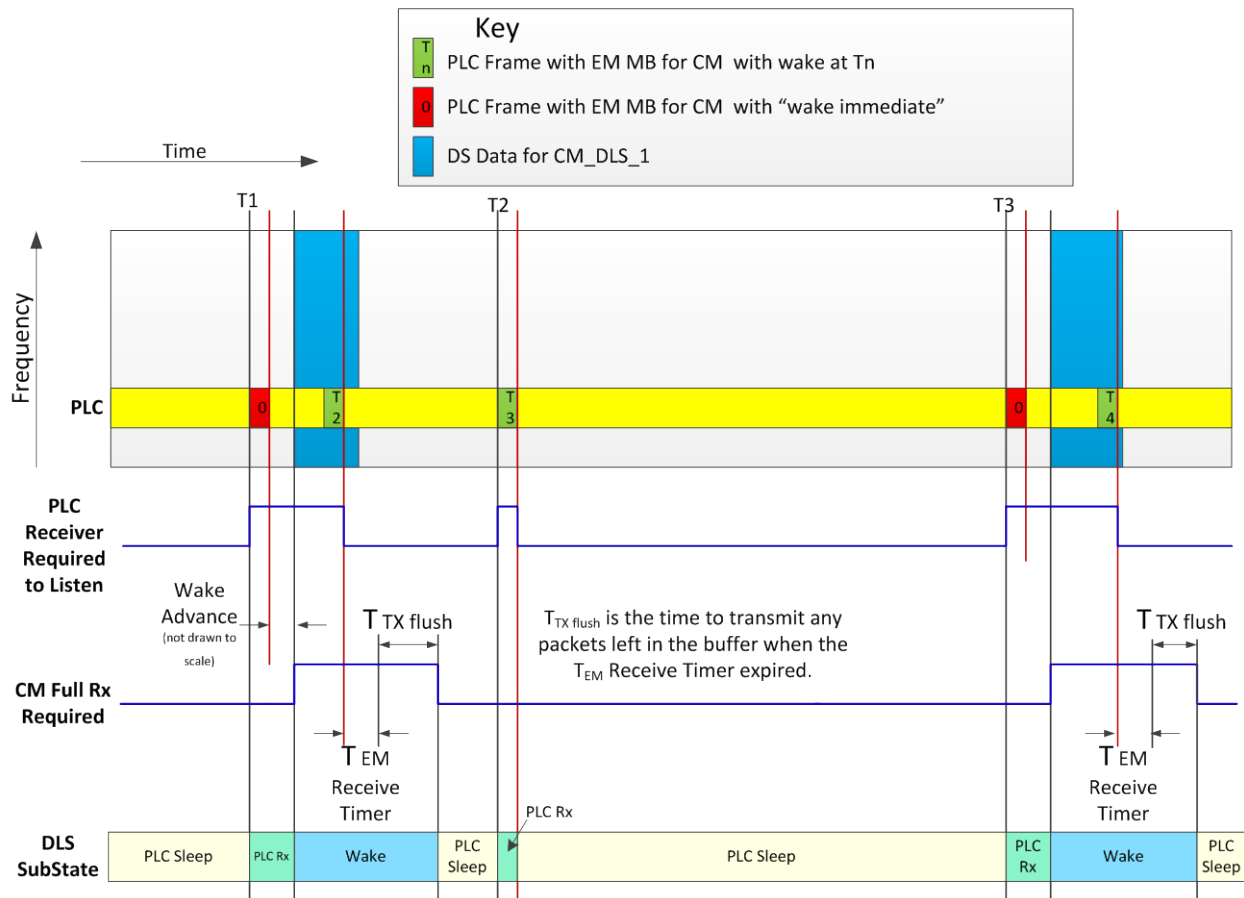 Key
T
n
PLC Frame with EM MB for CM with wake at Tn
0
PLC Frame with EM MB for CM with “wake immediate”
DS Data for CM_DLS_1
Time
T1
T2
T3
Frequency
PLC
0
T
2
T
3
0
T
4
PLC
Receiver
Required
to Listen
Wake
Advance
(not drawn to
scale)
T TX flush
T TX flush is the time to transmit any
packets left in the buffer when the
T EM Receive Timer expired.
T TX flush
CM Full Rx
Required
T EM
Receive
Timer
T EM
Receive
Timer
PLC Rx
DLS
SubState
PLC Sleep
PLC Rx
Wake
PLC
Sleep
PLC Sleep
PLC
Rx
Wake
PLC
Sleep